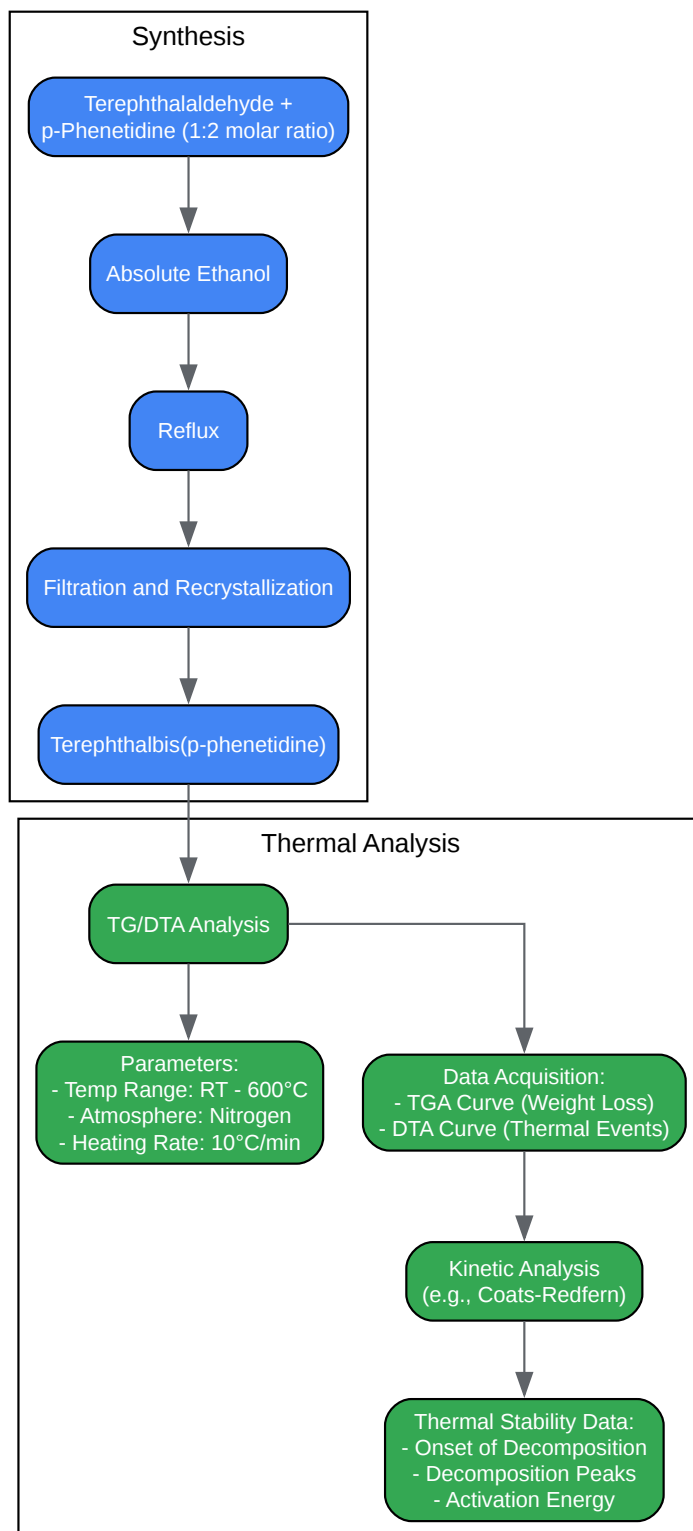 Synthesis
Terephthalaldehyde +
p-Phenetidine (1:2 molar ratio)
Absolute Ethanol
Reflux
Filtration and Recrystallization
Terephthalbis(p-phenetidine)
Thermal Analysis
TG/DTA Analysis
Parameters:
- Temp Range: RT - 600°C
- Atmosphere: Nitrogen
- Heating Rate: 10°C/min
Data Acquisition:
- TGA Curve (Weight Loss)
- DTA Curve (Thermal Events)
Kinetic Analysis
(e.g., Coats-Redfern)
Thermal Stability Data:
- Onset of Decomposition
- Decomposition Peaks
- Activation Energy